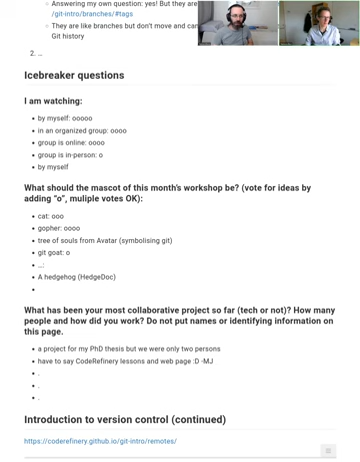 Answering my own question: yes! But they are
/git-intro/branches/#tags
They are like branches but don't move and can
Git history
2. ...
Icebreaker questions
I am watching:
by myself: ooooo
in an organized group: oooo
group is online: oooo
group is in-person: o
by myself
What should the mascot of this month's workshop be? (vote for ideas by
adding "o", muliple votes OK):
cat: ooo
gopher: oooo
tree of souls from Avatar (symbolising git)
git goat: o
...:
A hedgehog (HedgeDoc)
What has been your most collaborative project so far (tech or not)? How many
people and how did you work? Do not put names or identifying information on
this page.
a project for my PhD thesis but we were only two persons
have to say CodeRefinery lessons and web page :D -MJ
.
.
.
Introduction to version control (continued)
https://coderefinery.github.io/git-intro/remotes/